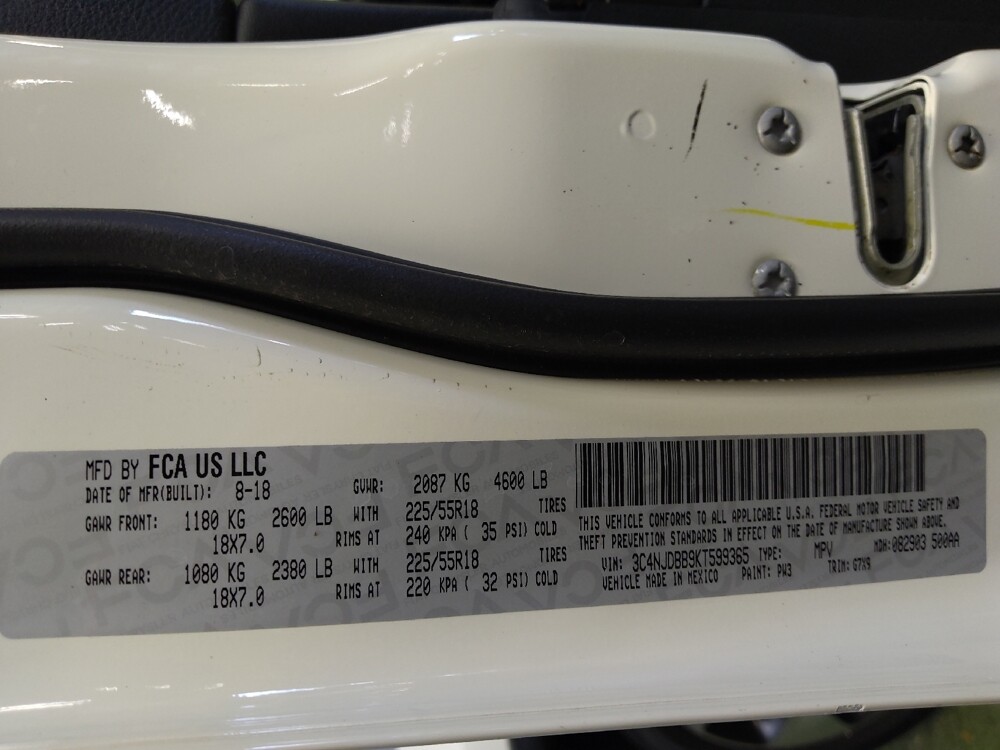 MFD BY FCA US LLC
DATE OF MFR(BUILT): 8-18 GVWR: 2087 KG 4600 LB
GAWR FRONT: 1180 KG 2600 LB WITH 225/55R18 TIRES
18X7.0 RIMS AT 240 KPA ( 35 PSI) COLD
GAWR REAR: 1080 KG 2380 LB WITH 225/55R18 TIRES
18X7.0 RIMS AT 220 KPA ( 32 PSI) COLD
THIS VEHICLE CONFORMS TO ALL APPLICABLE U.S.A. FEDERAL MOTOR VEHICLE SAFETY AND
THEFT PREVENTION STANDARDS IN EFFECT ON THE DATE OF MANUFACTURE SHOWN ABOVE.
VIN: 3C4NJDBB9KT599365 TYPE: MPV MDH: 082903 500AA
VEHICLE MADE IN MEXICO PAINT: PW3 TRIM: G7X9